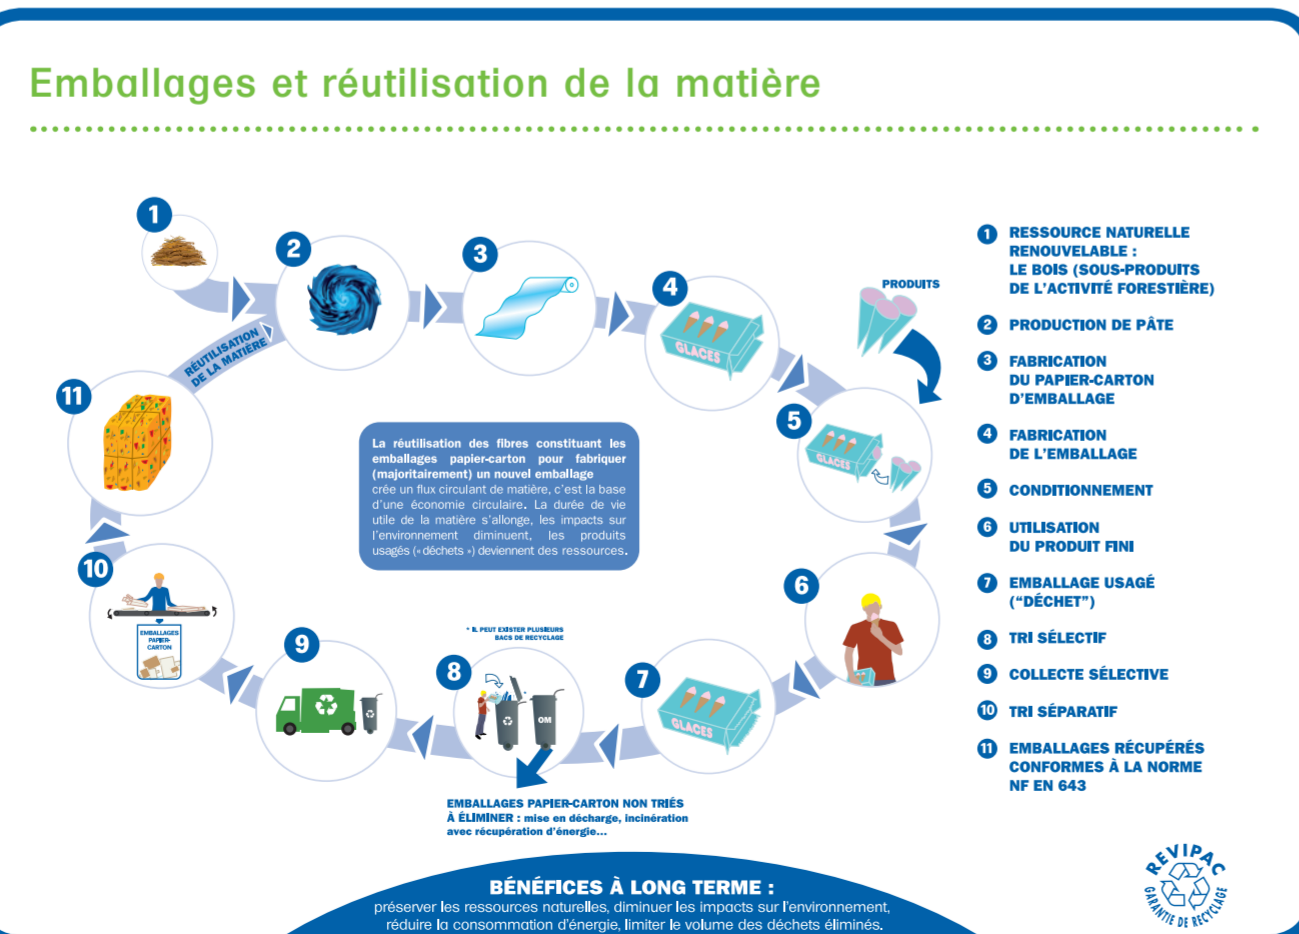 Emballages et réutilisation de la matière
1
2
3
4
PRODUITS
GLACES
5
GLACES
RÉUTILISATION
DE LA MATIÈRE
11
La réutilisation des fibres constituant les
emballages papier-carton pour fabriquer
(majoritairement) un nouvel emballage
crée un flux circulant de matière, c'est la base
d'une économie circulaire. La durée de vie
utile de la matière s'allonge, les impacts sur
l'environnement diminuent, les produits
usagés (« déchets ») deviennent des ressources.
10
EMBALLAGES
PAPIER-
CARTON
9
* IL PEUT EXISTER PLUSIEURS
BACS DE RECYCLAGE
8
OM
7
GLACES
6
EMBALLAGES PAPIER-CARTON NON TRIÉS
À ÉLIMINER : mise en décharge, incinération
avec récupération d'énergie...
1 RESSOURCE NATURELLE
RENOUVELABLE :
LE BOIS (SOUS-PRODUITS
DE L'ACTIVITÉ FORESTIÈRE)
2 PRODUCTION DE PÂTE
3 FABRICATION
DU PAPIER-CARTON
D'EMBALLAGE
4 FABRICATION
DE L'EMBALLAGE
5 CONDITIONNEMENT
6 UTILISATION
DU PRODUIT FINI
7 EMBALLAGE USAGÉ
("DÉCHET")
8 TRI SÉLECTIF
9 COLLECTE SÉLECTIVE
10 TRI SÉPARATIF
11 EMBALLAGES RÉCUPÉRÉS
CONFORMES À LA NORME
NF EN 643
BÉNÉFICES À LONG TERME :
préserver les ressources naturelles, diminuer les impacts sur l'environnement,
réduire la consommation d'énergie, limiter le volume des déchets éliminés.
REVIPAC
GARANTIE DE RECYCLAGE